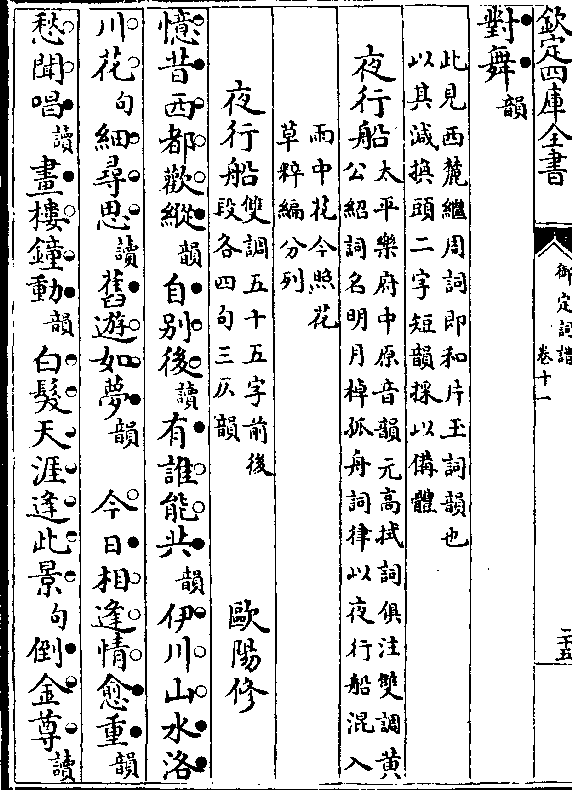 欽定四庫全書
御定詞譜
卷十一
二十五
對舞韻
此見西麓繼周詞即和片玉詞韻也
以其減換頭二字短韻採以備體
夜行船太平樂府中原音韻元高拭詞俱注雙調黄
公紹詞名明月棹孤舟詞律以夜行船混入
雨中花今照花
草粹編分列
夜行船雙調五十五字前後
段各四句三仄韻
歐陽修
憶昔西都歡縱韻自别後讀有誰能共韻伊川山水洛
川花句細尋思讀舊遊如夢韻 今日相逢情愈重韻
愁聞唱讀畫樓鐘動韻白髮天涯逢此景句倒金尊讀